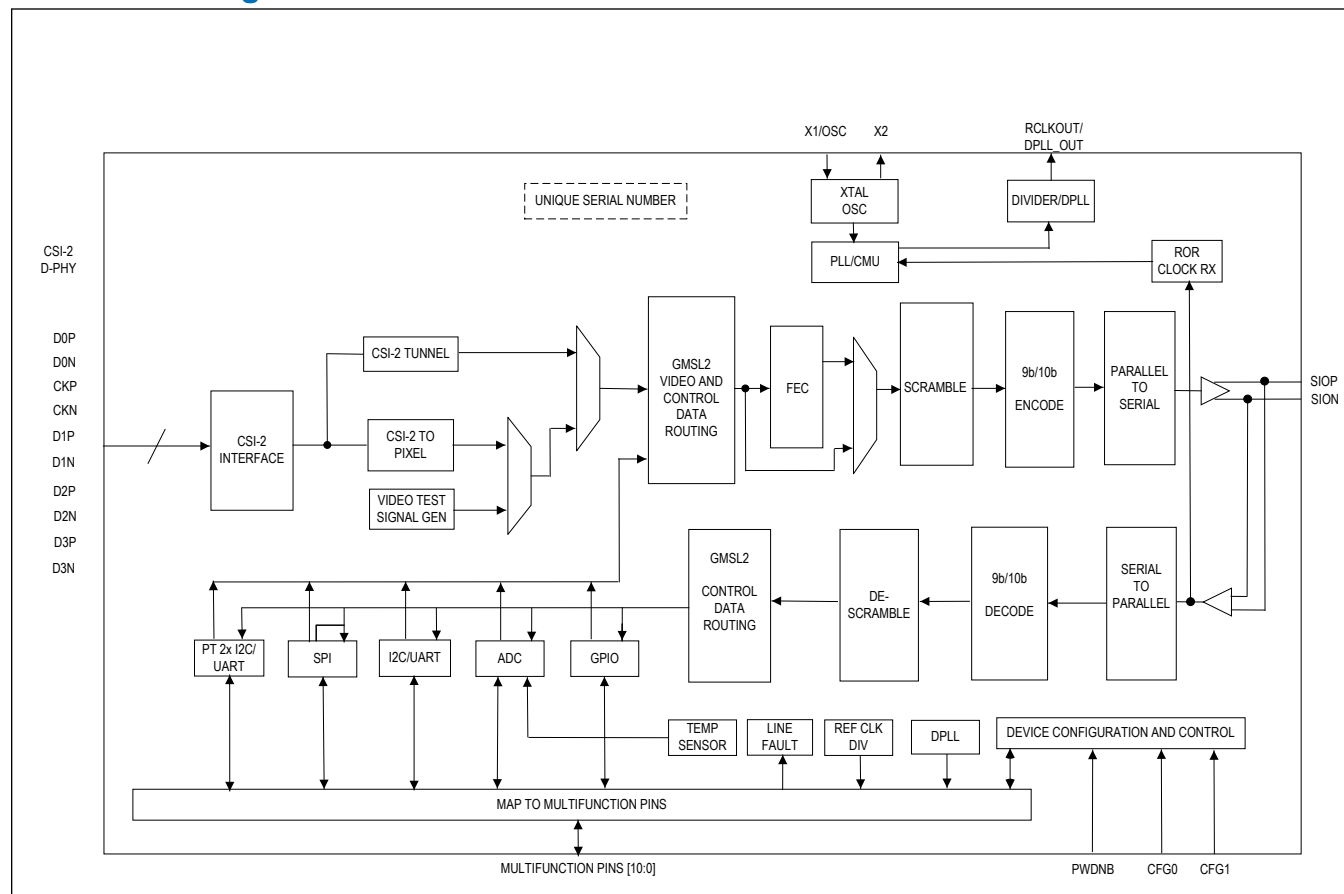 X1/OSC
X2
RCLKOUT/
DPLL_OUT
UNIQUE SERIAL NUMBER
XTAL
OSC
DIVIDER/DPLL
PLL/CMU
ROR
CLOCK RX
CSI-2
D-PHY
D0P
D0N
CKP
CKN
D1P
D1N
D2P
D2N
D3P
D3N
CSI-2
INTERFACE
CSI-2 TUNNEL
CSI-2 TO
PIXEL
VIDEO TEST
SIGNAL GEN
GMSL2
VIDEO AND
CONTROL
DATA
ROUTING
FEC
SCRAMBLE
9b/10b
ENCODE
PARALLEL
TO
SERIAL
SIOP
SION
GMSL2
CONTROL
DATA
ROUTING
DE-
SCRAMBLE
9b/10b
DECODE
SERIAL
TO
PARALLEL
PT 2x I2C/
UART
SPI
I2C/UART
ADC
GPIO
TEMP
SENSOR
LINE
FAULT
REF CLK
DIV
DPLL
DEVICE CONFIGURATION AND CONTROL
MAP TO MULTIFUNCTION PINS
MULTIFUNCTION PINS [10:0]
PWDNB
CFG0
CFG1